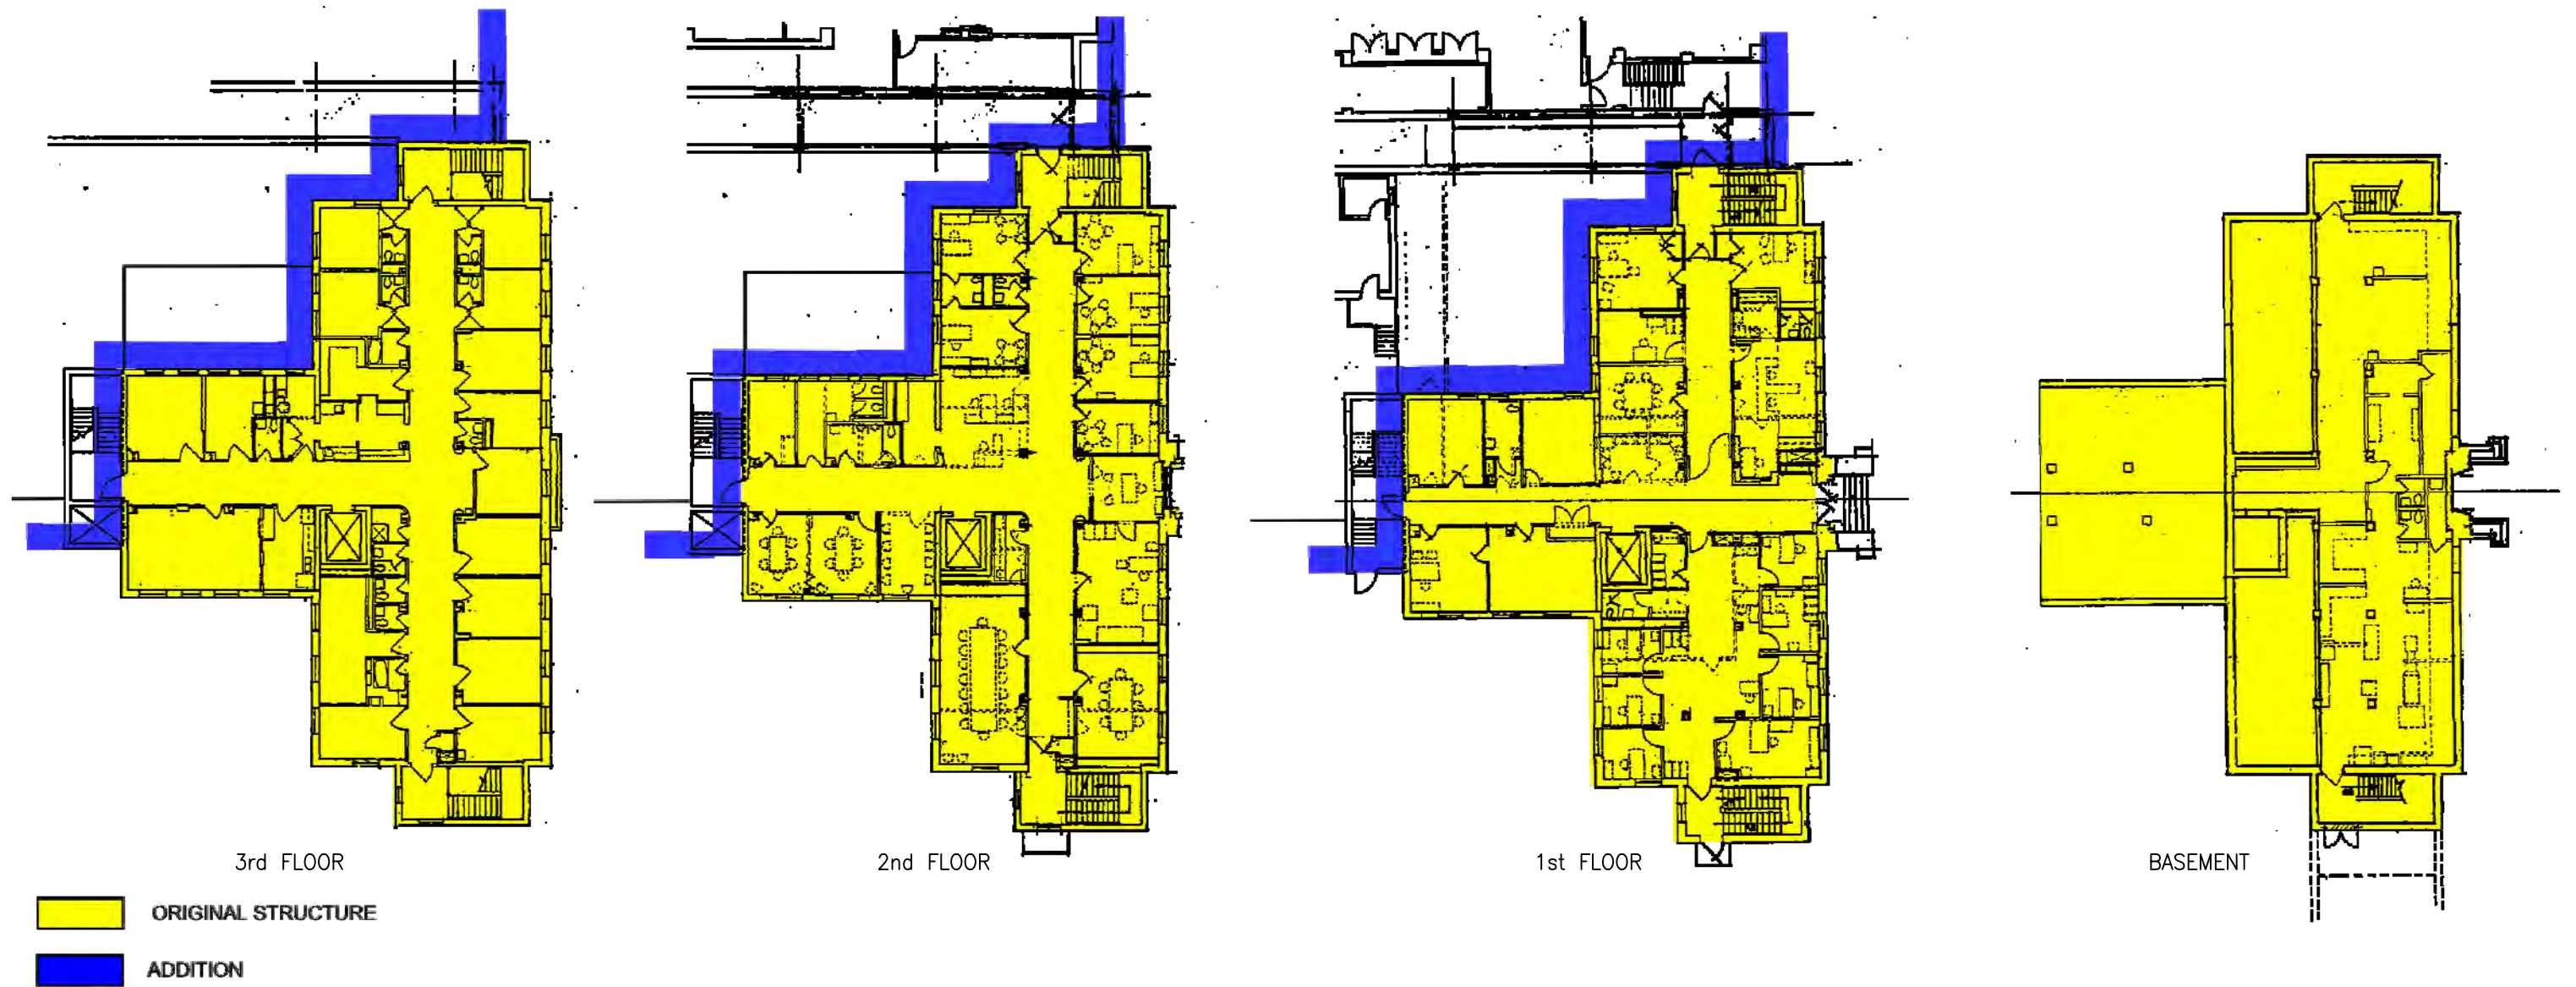 3rd FLOOR
2nd FLOOR
1st FLOOR
BASEMENT
ORIGINAL STRUCTURE
ADDITION